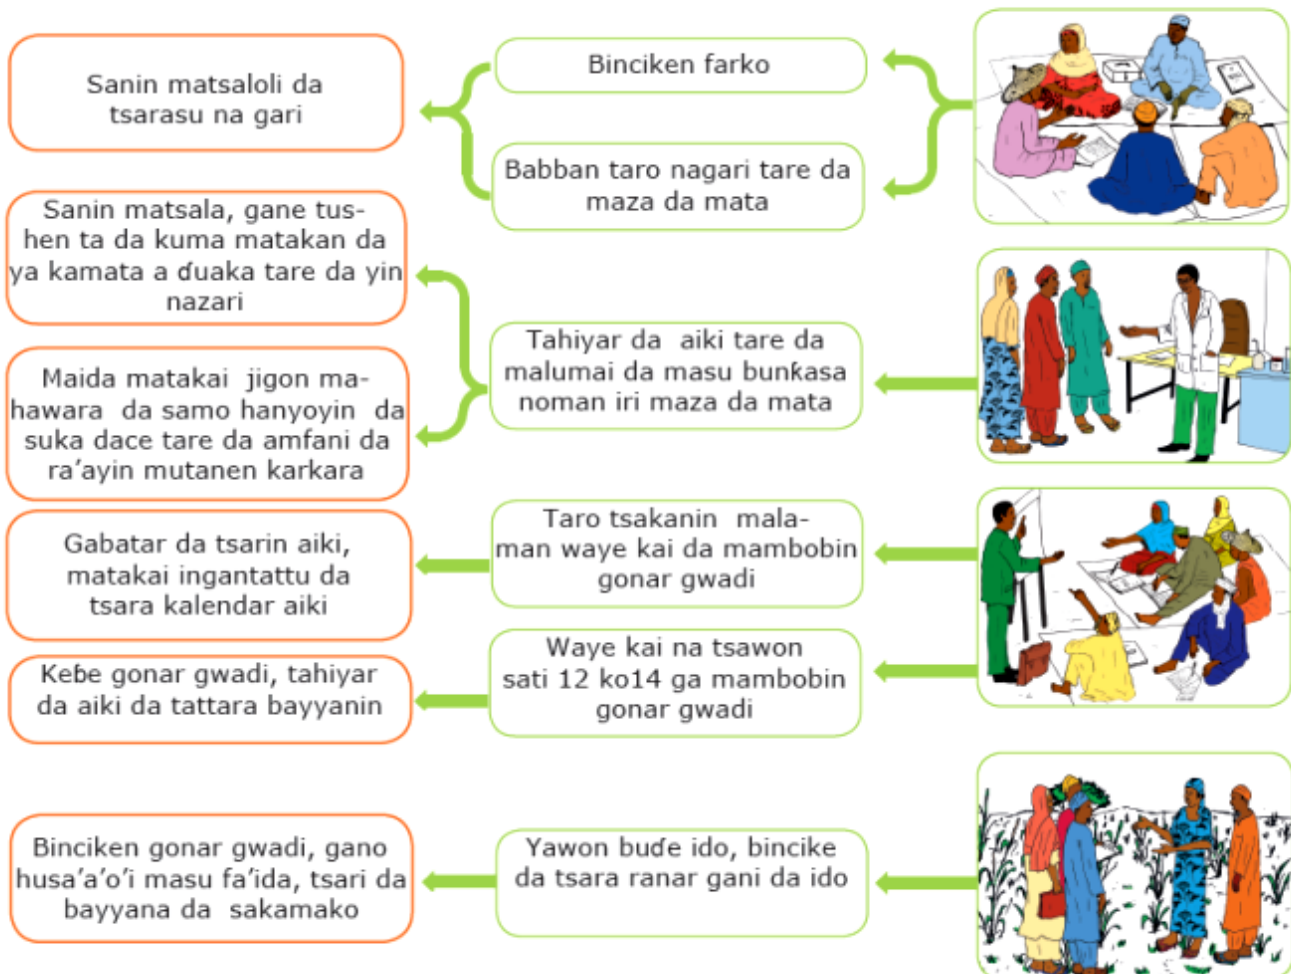 Sanin matsaloli da
tsarasu na gari
Binciken farko
Babban taro nagari tare da
maza da mata
Sanin matsala, gane tus-
hen ta da kuma matakan da
ya kamata a ɗuaka tare da yin
nazari
Maida matakai jigon ma-
hawara da samo hanyoyin da
suka dace tare da amfani da
ra’ayin mutanen karkara
Tahiyar da aiki tare da
malumai da masu bunƙasa
noman iri maza da mata
Gabatar da tsarin aiki,
matakai ingantattu da
tsara kalendar aiki
Taro tsakanin mala-
man waye kai da mambobin
gonar gwadi
Keɓe gonar gwadi, tahiyar
da aiki da tattara bayyanin
Waye kai na tsawon
sati 12 ko14 ga mambobin
gonar gwadi
Binciken gonar gwadi, gano
husa’a’o’i masu fa’ida, tsari da
bayyana da sakamako
Yawon buɗe ido, bincike
da tsara ranar gani da ido